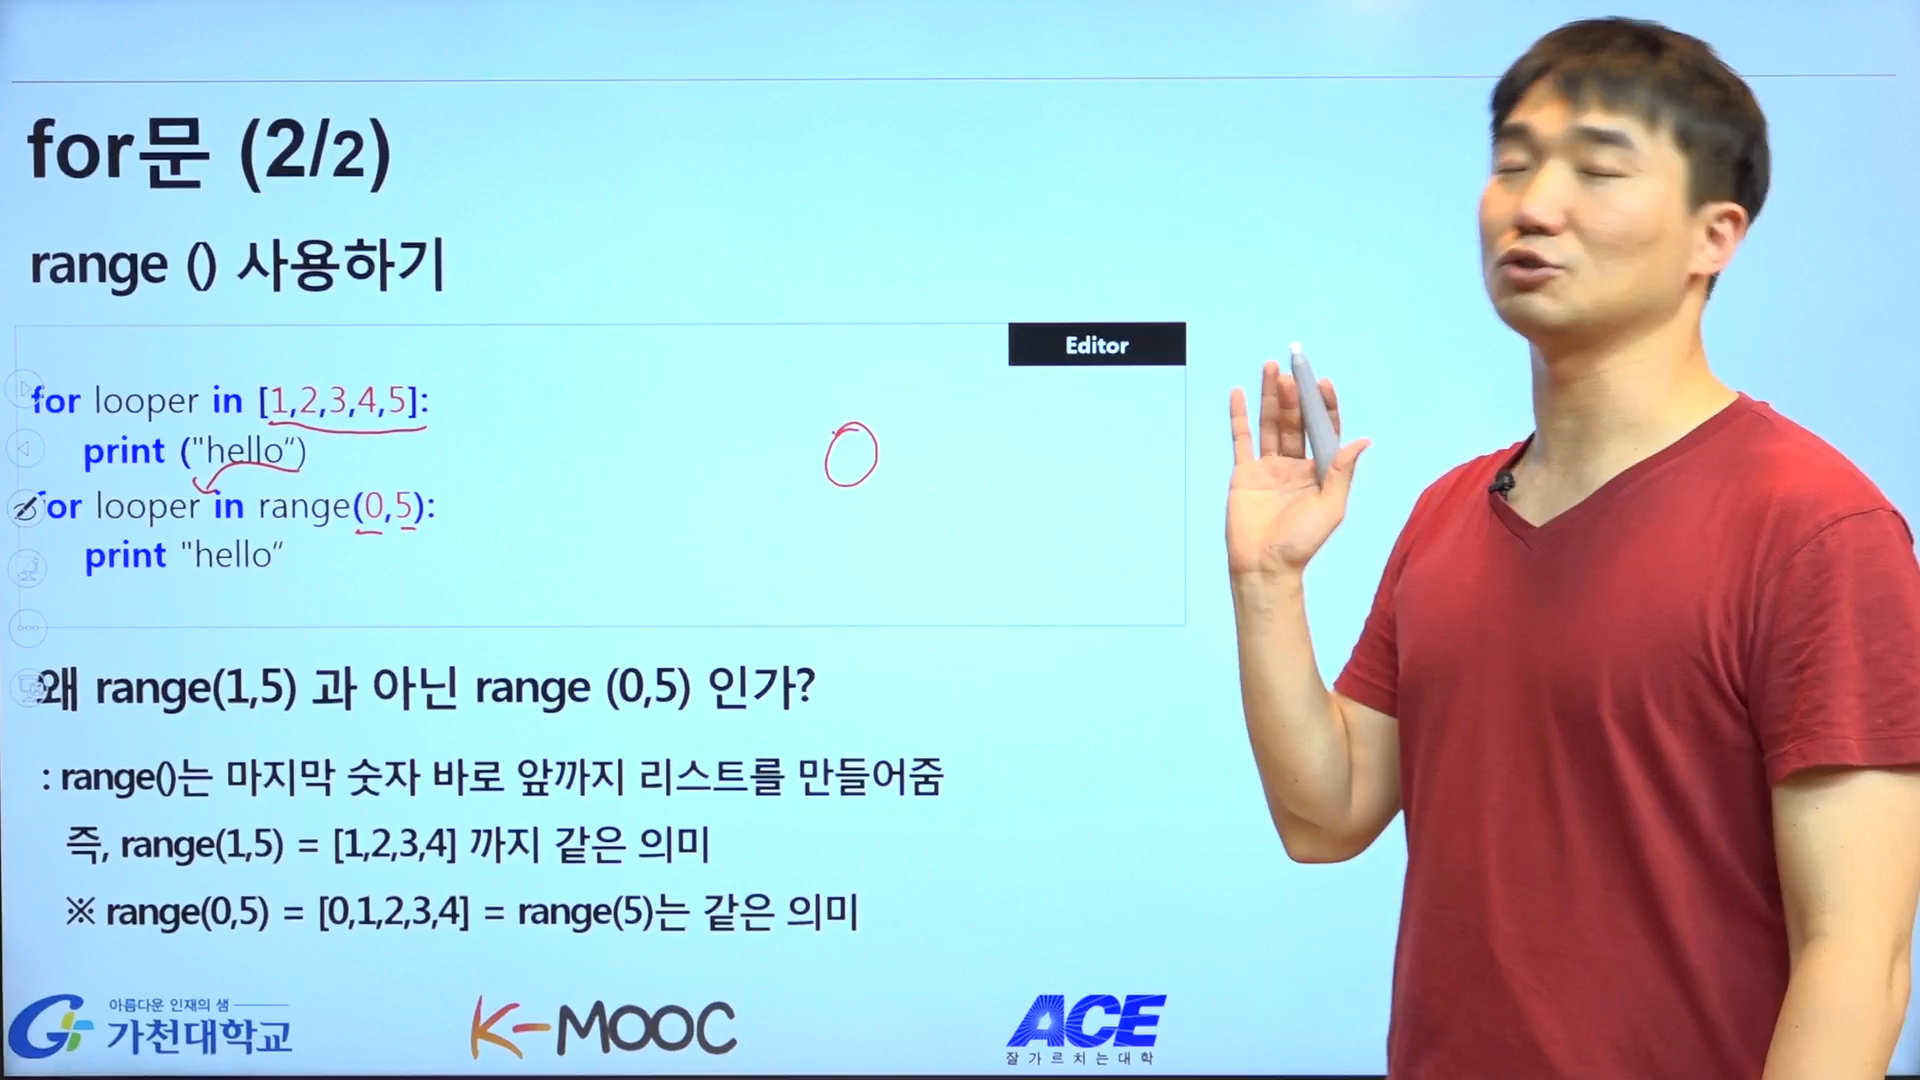 for문 (2/2)
range () 사용하기
Editor
for looper in [1,2,3,4,5]:
print ("hello“)
for looper in range(0,5):
print "hello“
왜 range(1,5) 과 아닌 range (0,5) 인가?
: range()는 마지막 숫자 바로 앞까지 리스트를 만들어줌
즉, range(1,5) = [1,2,3,4] 까지 같은 의미
※ range(0,5) = [0,1,2,3,4] = range(5)는 같은 의미
아름다운 인재의 샘
가천대학교
K-MOOC
ACE
잘가르치는대학